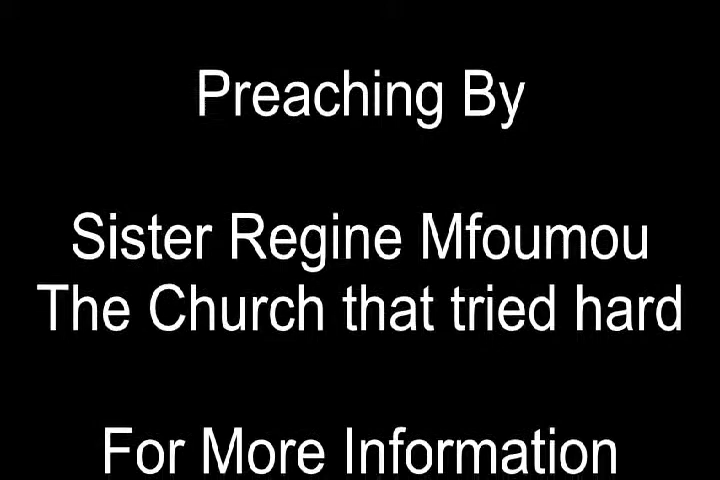 Preaching By
Sister Regine Mfoumou
The Church that tried hard
For More Information